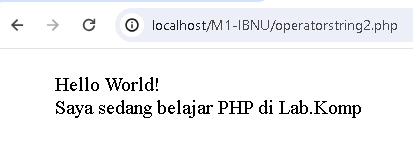 localhost/M1-IBNU/operatorstring2.php
Hello World!
Saya sedang belajar PHP di Lab.Komp